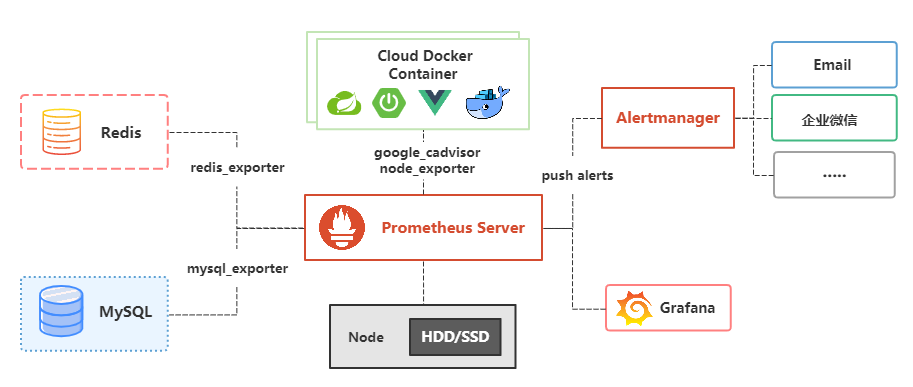 Cloud Docker
Container
Redis
redis_exporter
google_cadvisor
node_exporter
Prometheus Server
mysql_exporter
MySQL
Node
HDD/SSD
push alerts
Alertmanager
Email
企业微信
.....
Grafana